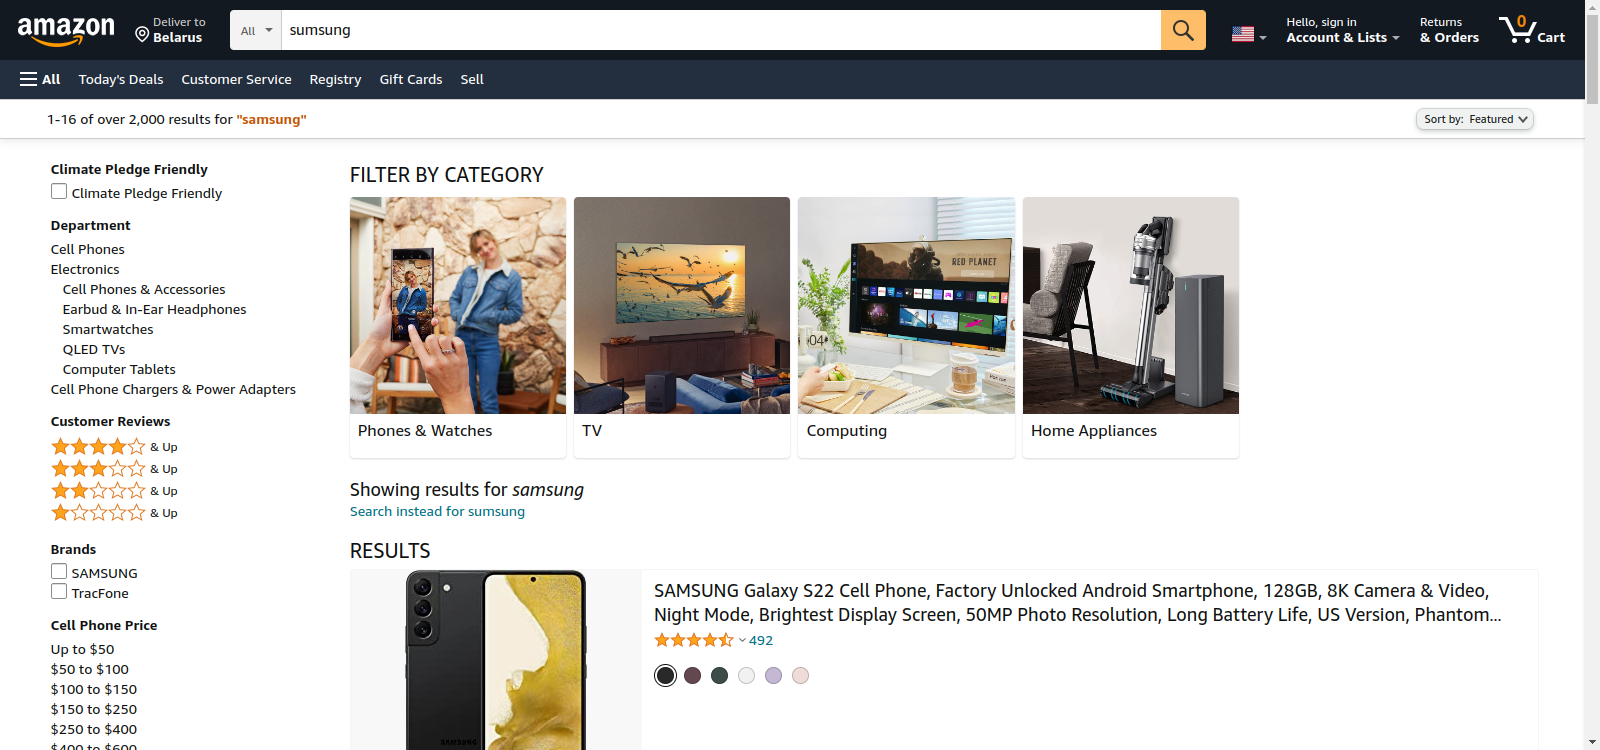 amazon
Deliver to
Belarus
All
sumsung
Hello, sign in
Account & Lists
Returns
& Orders
0
Cart
All
Today's Deals
Customer Service
Registry
Gift Cards
Sell
1-16 of over 2,000 results for "samsung"
Sort by: Featured
Climate Pledge Friendly
Climate Pledge Friendly
Department
Cell Phones
Electronics
Cell Phones & Accessories
Earbud & In-Ear Headphones
Smartwatches
QLED TVs
Computer Tablets
Cell Phone Chargers & Power Adapters
Customer Reviews
& Up
& Up
& Up
& Up
Brands
SAMSUNG
TracFone
Cell Phone Price
Up to $50
$50 to $100
$100 to $150
$150 to $250
$250 to $400
$400 to $600
FILTER BY CATEGORY
RED PLANET
Phones & Watches
TV
Computing
Home Appliances
Showing results for samsung
Search instead for sumsung
RESULTS
SAMSUNG
SAMSUNG Galaxy S22 Cell Phone, Factory Unlocked Android Smartphone, 128GB, 8K Camera & Video,
Night Mode, Brightest Display Screen, 50MP Photo Resolution, Long Battery Life, US Version, Phantom...
492